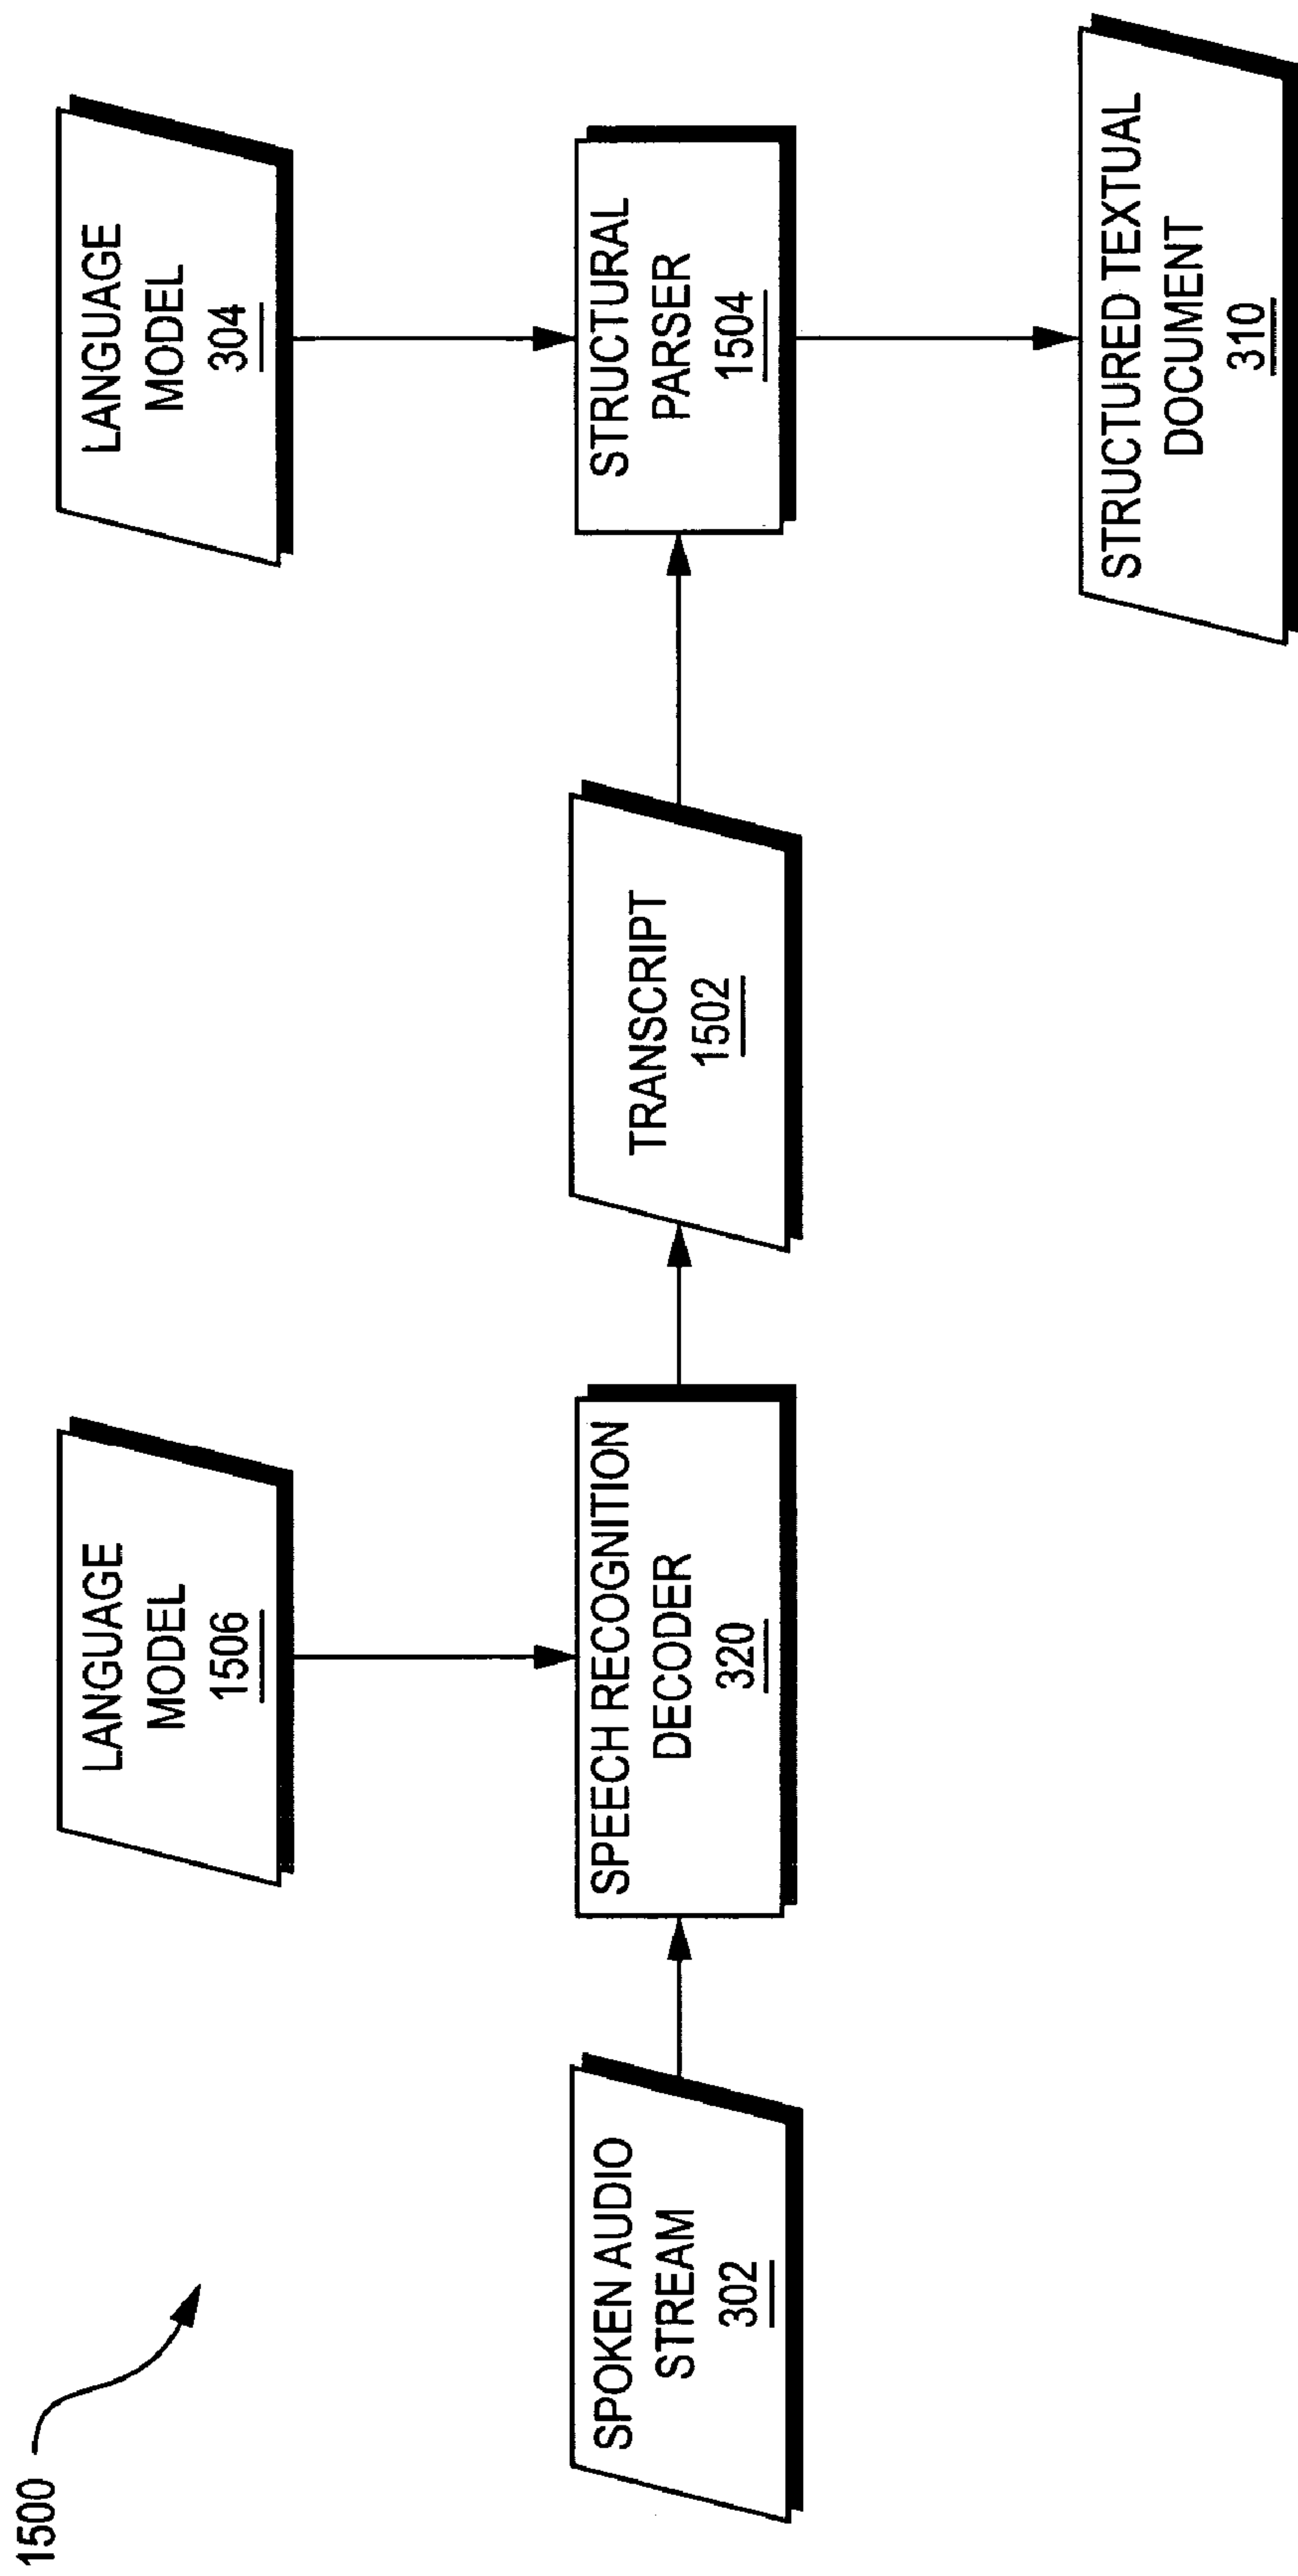 1500
LANGUAGE
MODEL
1506
LANGUAGE
MODEL
304
SPOKEN AUDIO
STREAM
302
SPEECH RECOGNITION
DECODER
320
TRANSCRIPT
1502
STRUCTURAL
PARSER
1504
STRUCTURED TEXTUAL
DOCUMENT
310